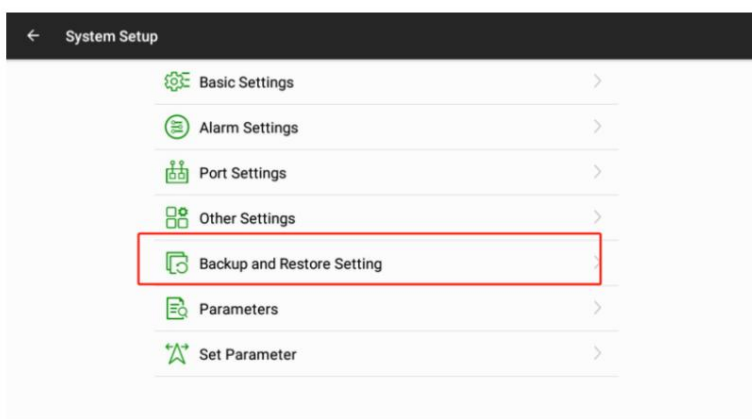 System Setup
Basic Settings
Alarm Settings
Port Settings
Other Settings
Backup and Restore Setting
Parameters
Set Parameter